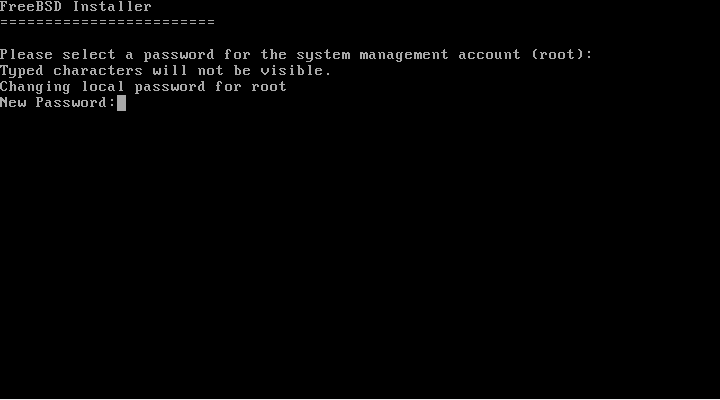 FreeBSD Installer
========================

Please select a password for the system management account (root):
Typed characters will not be visible.
Changing local password for root
New Password: